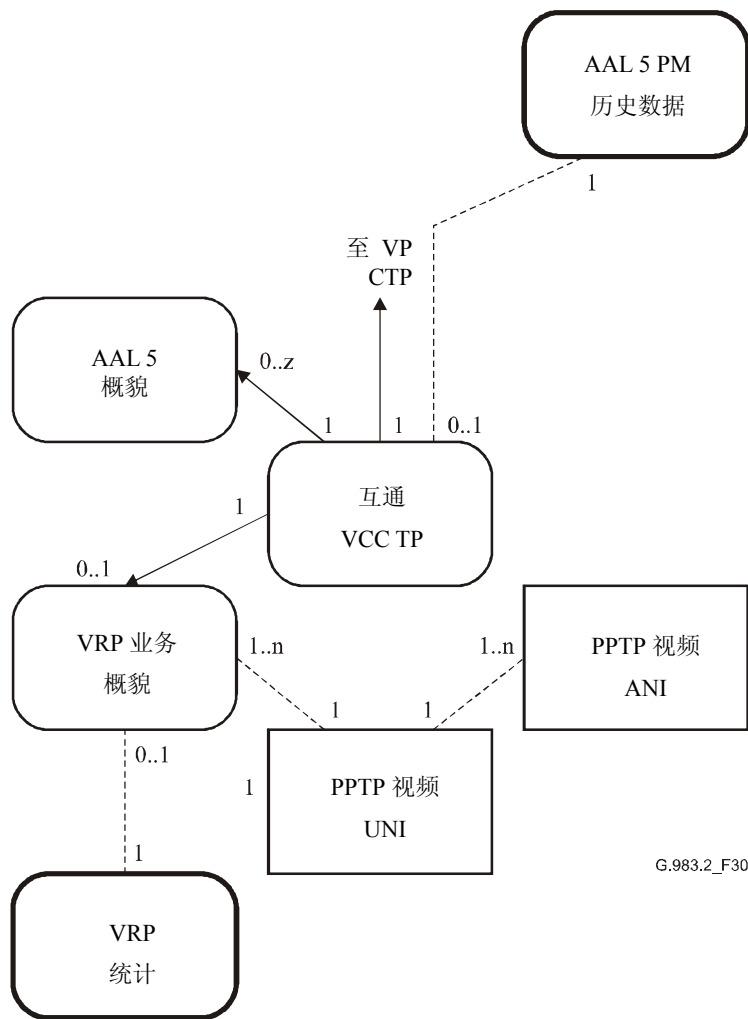 AAL 5 PM
历史数据
1
至 VP
CTP
AAL 5
概貌
0..z
1
1
0..1
互通
VCC TP
1
0..1
VRP 业务
概貌
1..n
1..n
PPTP 视频
ANI
1
1
0..1
1
PPTP 视频
UNI
1
G.983.2_F30
VRP
统计